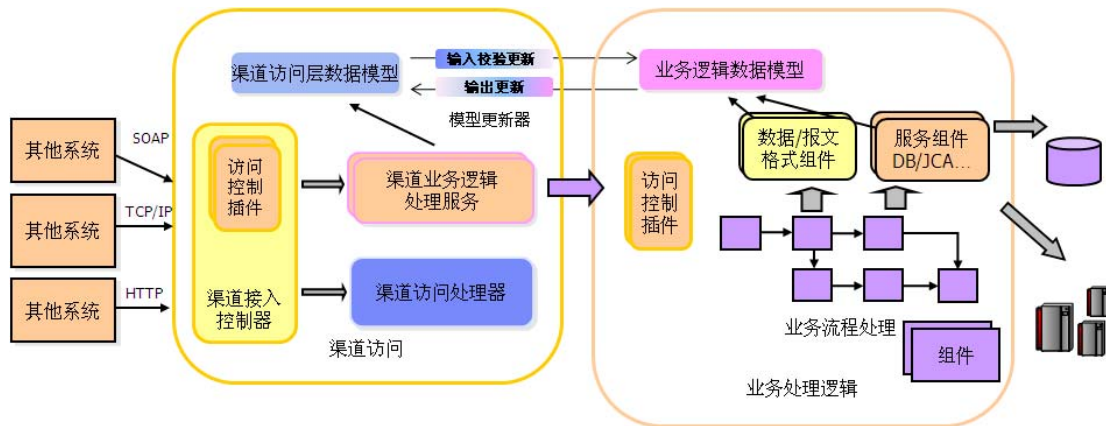 渠道访问层数据模型
输入校验更新
输出更新
模型更新器
业务逻辑数据模型
其他系统
SOAP
其他系统
TCP/IP
其他系统
HTTP
访问
控制
插件
渠道接入
控制器
渠道业务逻辑
处理服务
渠道访问处理器
渠道访问
访问
控制
插件
数据/报文
格式组件
服务组件
DB/JCA...
业务流程处理
组件
业务处理逻辑